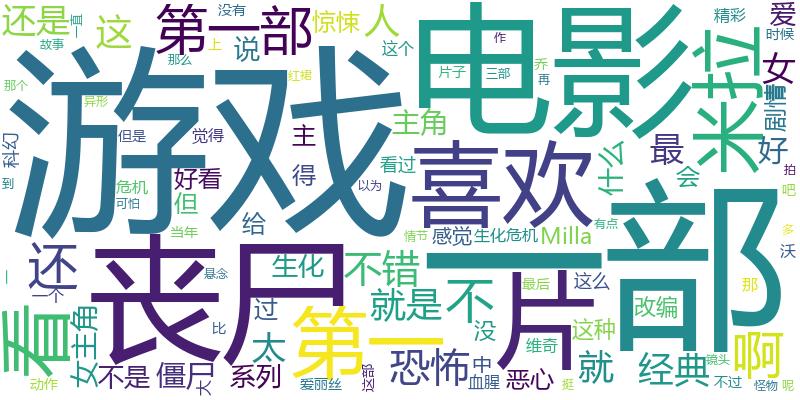 还是
这
第一部
没有
惊悚
人
电影
精彩
爱
时候
故事
一直
那么
上
说
这个
作
片子
三部
乔
再
米拉
女
那个
游戏
红裙
主角
剧情
异形
科幻
但是
觉得
主
喜欢
最
好
到
危机
可怕
好看
但
得
看过
什么
会
拍
吧
给
以为
当年
感觉
生化危机
Milla
有点
多
沃
还
丧尸
情节
一部
那
一
一个
悬念
生化
不错
片
最后
这么
看
女主角
比
过
第一
就是
不
没
改编
太
维奇
这种
啊
不是
僵尸
大片
系列
恐怖
中
就
经典
镜头
动作
爱丽丝
这部
血腥
恶心
挺
不过
怪物
呢